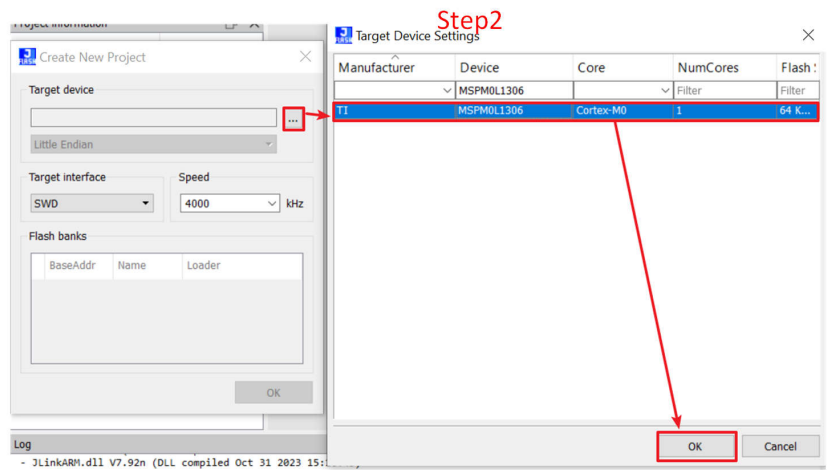 Step2
Project information
Create New Project
Target device
...
Little Endian
Target interface
Speed
SWD
4000
kHz
Flash banks
BaseAddr Name Loader
OK
Target Device Settings
Manufacturer Device Core NumCores Flash
MSPM0L1306 Filter Filter
TI MSPM0L1306 Cortex-M0 1 64 K...
OK Cancel
Log
- JLinkARM.dll V7.92n (DLL compiled Oct 31 2023 15: